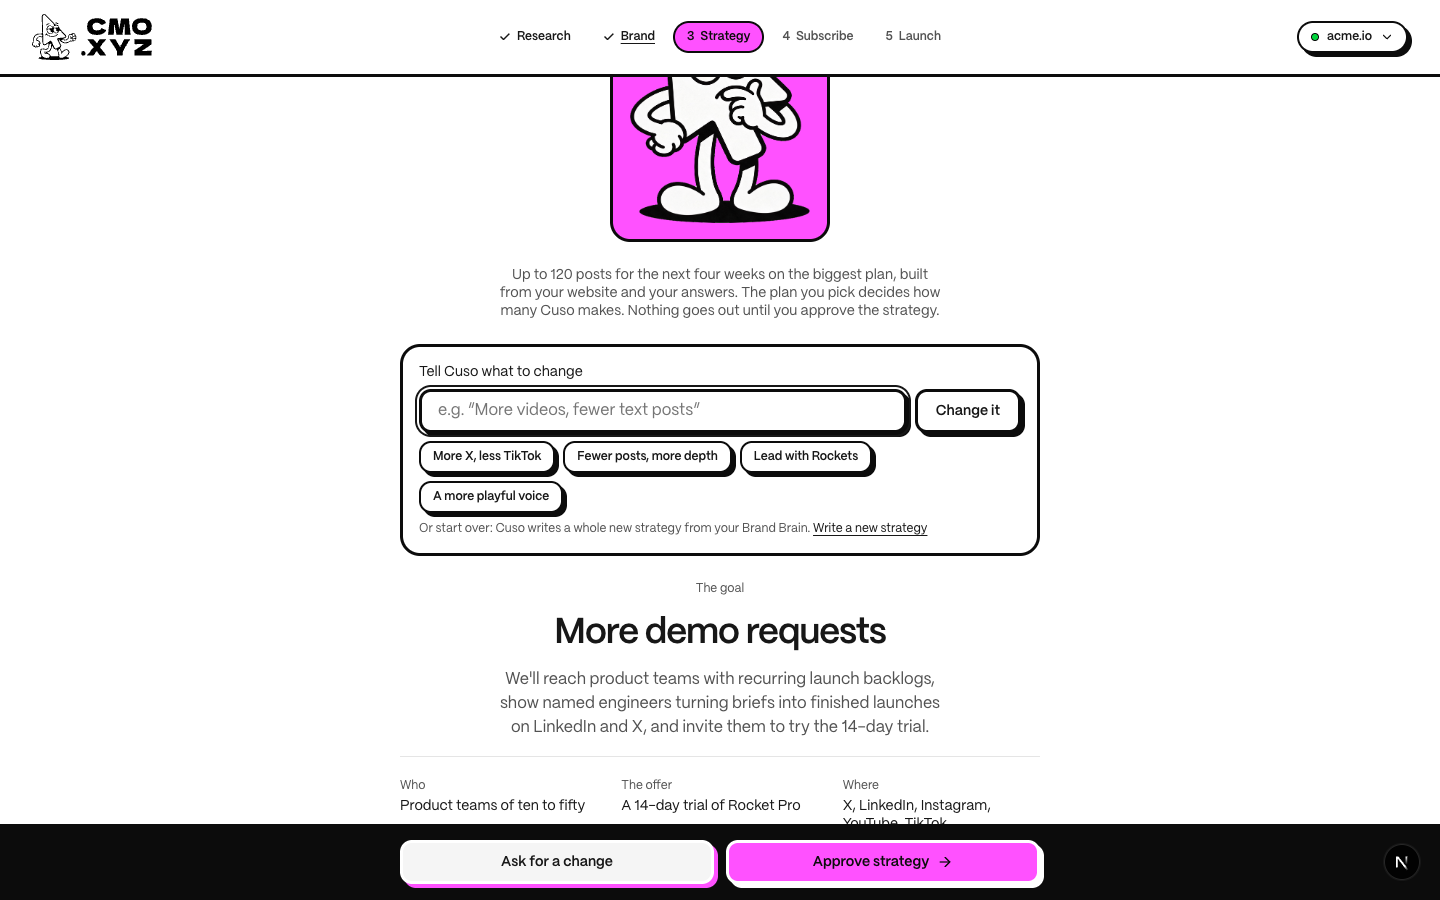 CMO
.XYZ
Research
Brand
3 Strategy
4 Subscribe
5 Launch
acme.io
Up to 120 posts for the next four weeks on the biggest plan, built
from your website and your answers. The plan you pick decides how
many Cuso makes. Nothing goes out until you approve the strategy.
Tell Cuso what to change
e.g. “More videos, fewer text posts”
Change it
More X, less TikTok
Fewer posts, more depth
Lead with Rockets
A more playful voice
Or start over: Cuso writes a whole new strategy from your Brand Brain. Write a new strategy
The goal
More demo requests
We'll reach product teams with recurring launch backlogs,
show named engineers turning briefs into finished launches
on LinkedIn and X, and invite them to try the 14-day trial.
Who
Product teams of ten to fifty
The offer
A 14-day trial of Rocket Pro
Where
X, LinkedIn, Instagram,
YouTube, TikTok
Ask for a change
Approve strategy
N